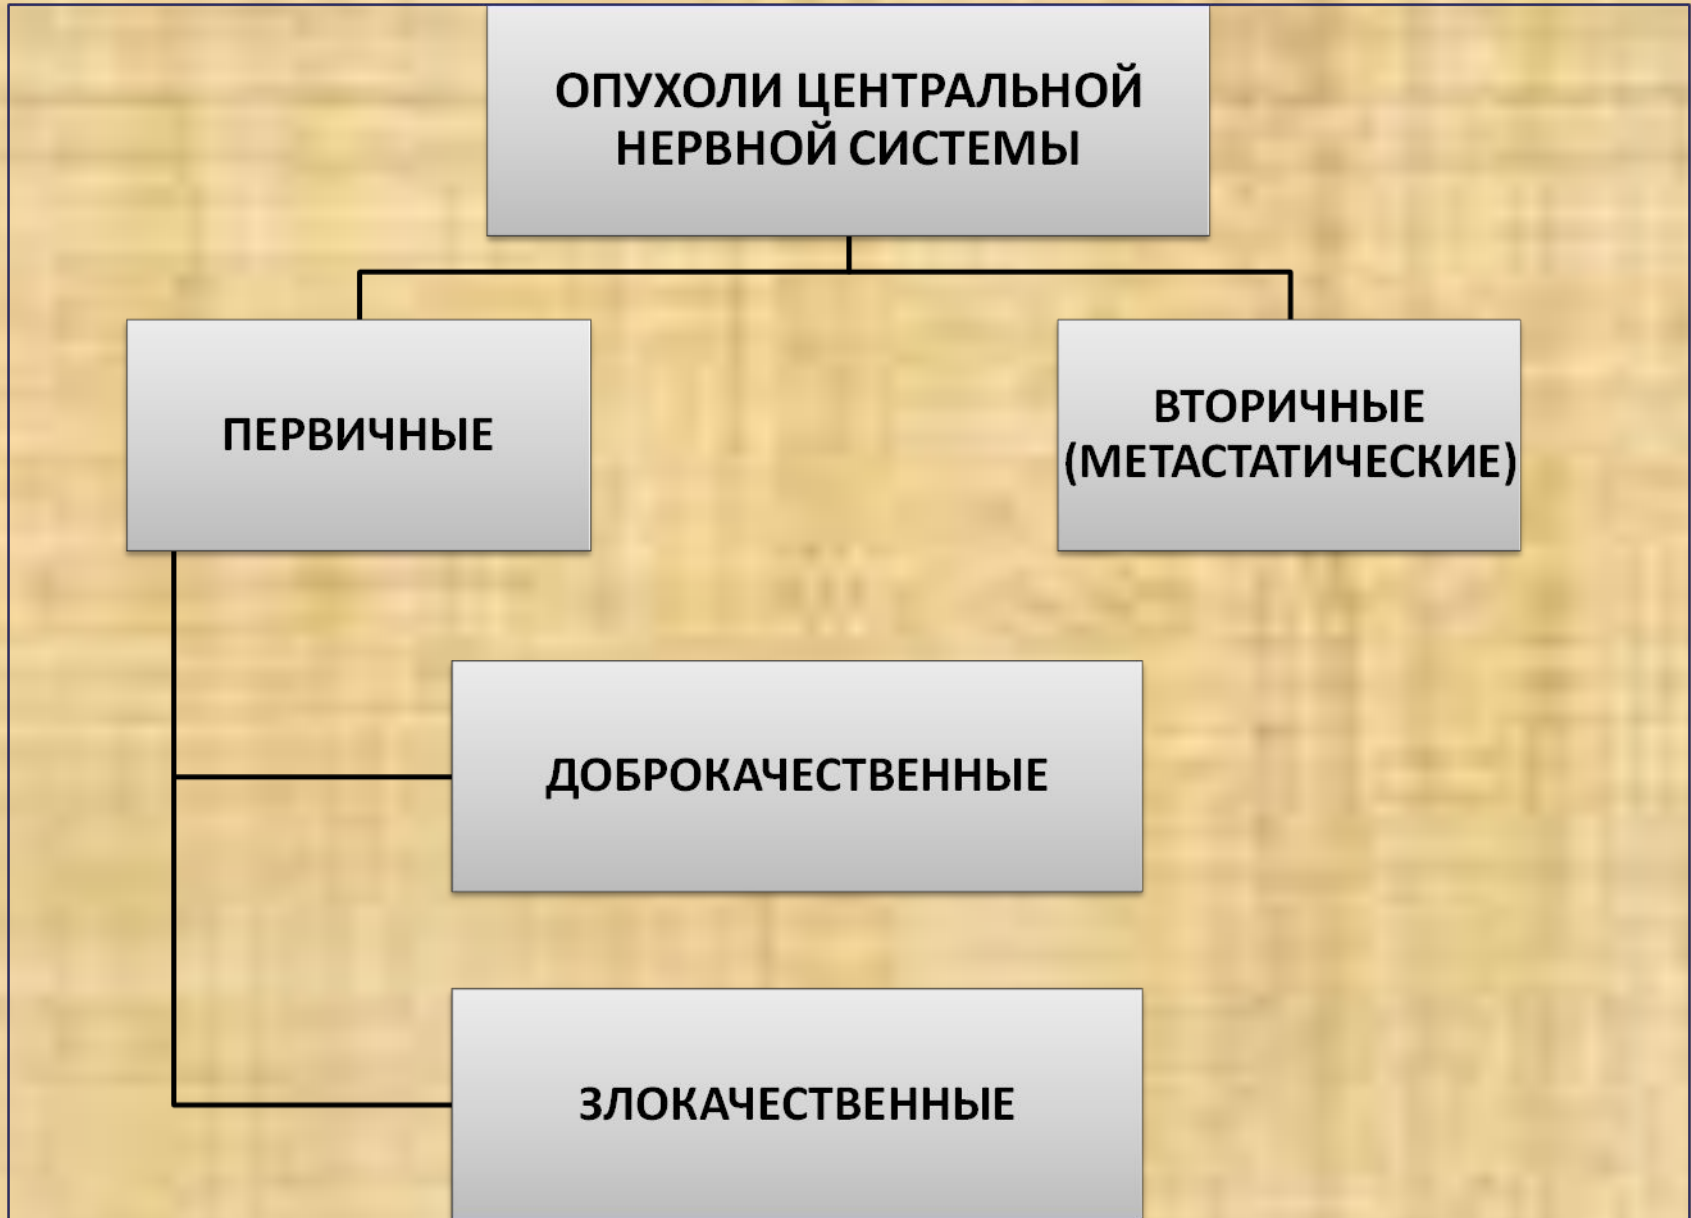 ОПУХОЛИ ЦЕНТРАЛЬНОЙ
НЕРВНОЙ СИСТЕМЫ
ПЕРВИЧНЫЕ
ВТОРИЧНЫЕ
(МЕТАСТАТИЧЕСКИЕ)
ДОБРОКАЧЕСТВЕННЫЕ
ЗЛОКАЧЕСТВЕННЫЕ